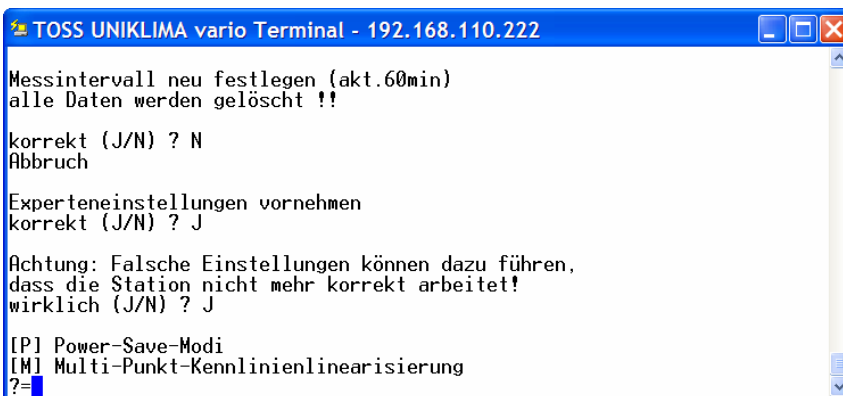 TOSS UNIKLIMA vario Terminal - 192.168.110.222
Messintervall neu festlegen (akt.60min)
alle Daten werden gelöscht !!
korrekt (J/N) ? N
Abbruch
Experteneinstellungen vornehmen
korrekt (J/N) ? J
Achtung: Falsche Einstellungen können dazu führen,
dass die Station nicht mehr korrekt arbeitet!
wirklich (J/N) ? J
[P] Power-Save-Modi
[M] Multi-Punkt-Kennlinienlinearisierung
?=